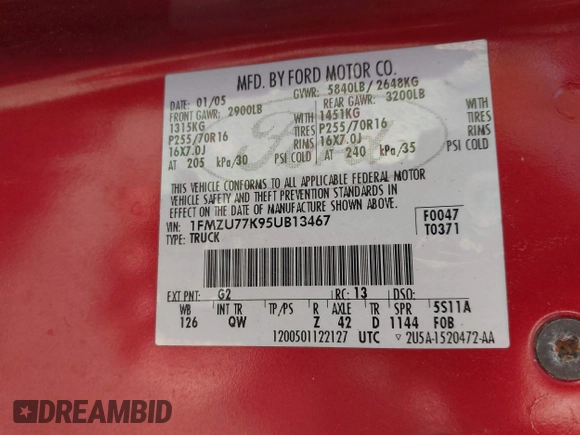 MFD. BY FORD MOTOR CO.
DATE: 01/05 GVWR: 5840LB/ 2648KG
FRONT GAWR: 2900LB REAR GAWR: 3200LB
1315KG WITH 1451KG WITH
P255/70R16 TIRES P255/70R16 TIRES
16X7.0J RIMS 16X7.0J RIMS
AT 205 kPa/30 PSI COLD AT 240 kPa/35 PSI COLD
Ford
THIS VEHICLE CONFORMS TO ALL APPLICABLE FEDERAL MOTOR
VEHICLE SAFETY AND THEFT PREVENTION STANDARDS IN
EFFECT ON THE DATE OF MANUFACTURE SHOWN ABOVE.
VIN: 1FMZU77K95UB13467 F0047
TYPE: TRUCK T0371
EXT PNT: G2 RC: 13 DSO:
WB INT TR TP/PS R AXLE TR SPR 5S11A
126 QW Z 42 D 1144 F0B
1200501122127 UTC 2U5A-1520472-AA
DREAMBID